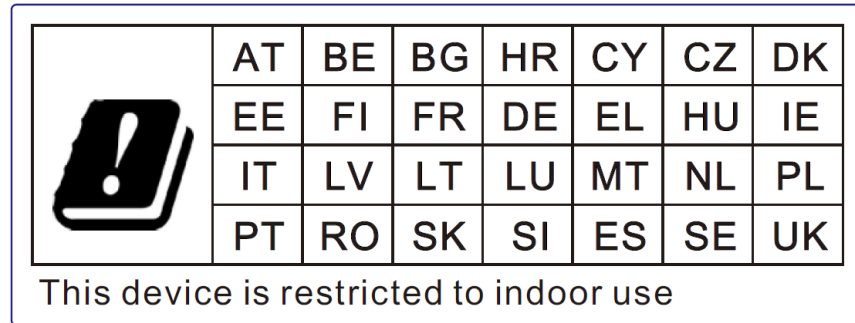 AT BE BG HR CY CZ DK
EE FI FR DE EL HU IE
IT LV LT LU MT NL PL
PT RO SK SI ES SE UK
This device is restricted to indoor use